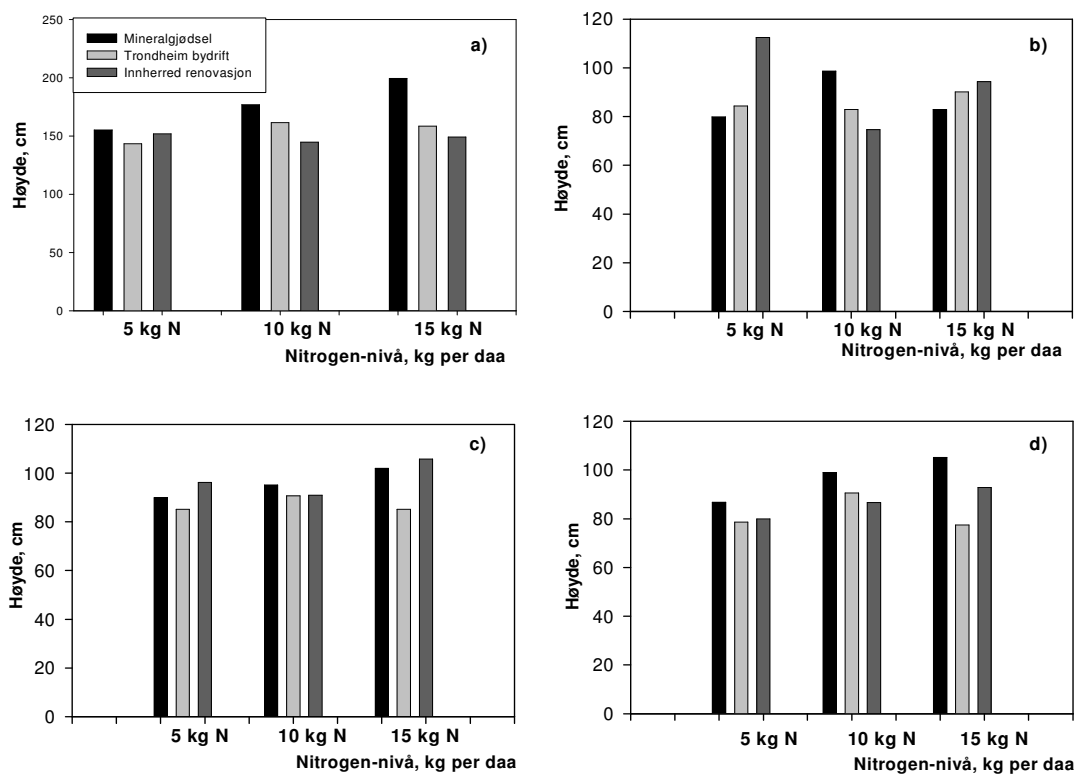 250
200
150
100
50
0
Høyde, cm
Mineralgjødsel
Trondheim bydrift
Innherred renovasjon
a)
5 kg N 10 kg N 15 kg N
Nitrogen-nivå, kg per daa
120
100
80
60
40
20
0
Høyde, cm
b)
5 kg N 10 kg N 15 kg N
Nitrogen-nivå, kg per daa
120
100
80
60
40
20
0
Høyde, cm
c)
5 kg N 10 kg N 15 kg N
Nitrogen-nivå, kg per daa
120
100
80
60
40
20
0
Høyde, cm
d)
5 kg N 10 kg N 15 kg N
Nitrogen-nivå, kg per daa